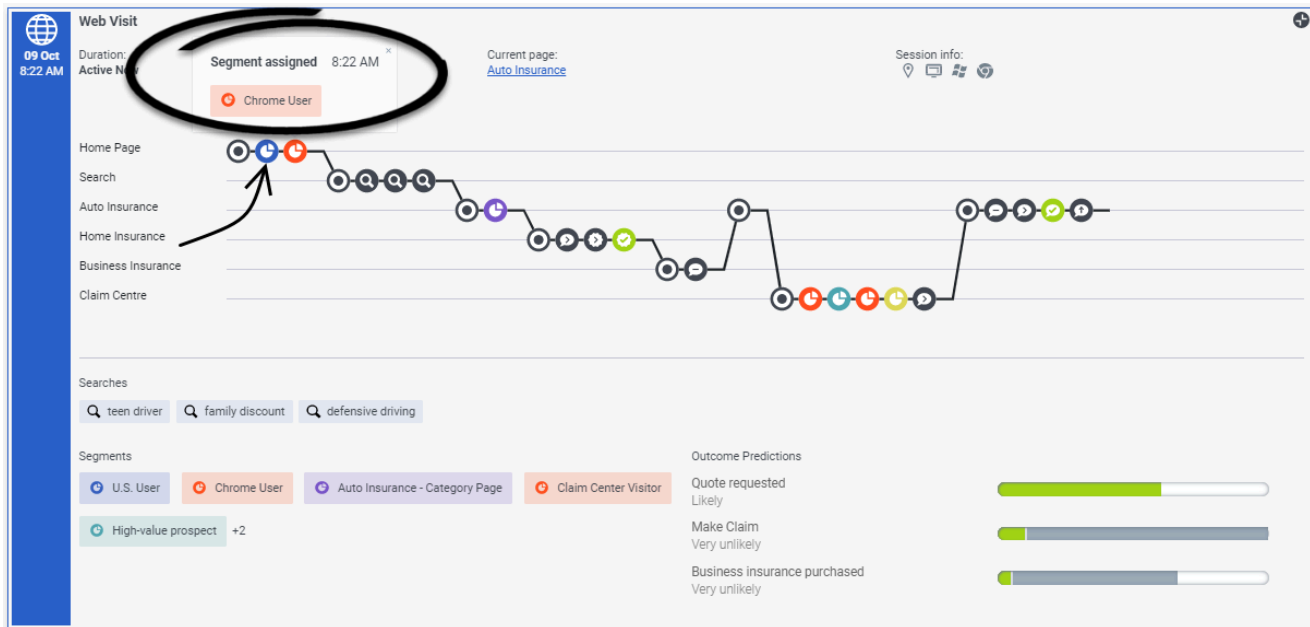 Web Visit
09 Oct
8:22 AM
Duration:
Active Now
Segment assigned 8:22 AM
Chrome User
Current page:
Auto Insurance
Session info:
Home Page
Search
Auto Insurance
Home Insurance
Business Insurance
Claim Centre
Searches
teen driver family discount defensive driving
Segments
U.S. User Chrome User Auto Insurance - Category Page Claim Center Visitor
High-value prospect +2
Outcome Predictions
Quote requested
Likely
Make Claim
Very unlikely
Business insurance purchased
Very unlikely